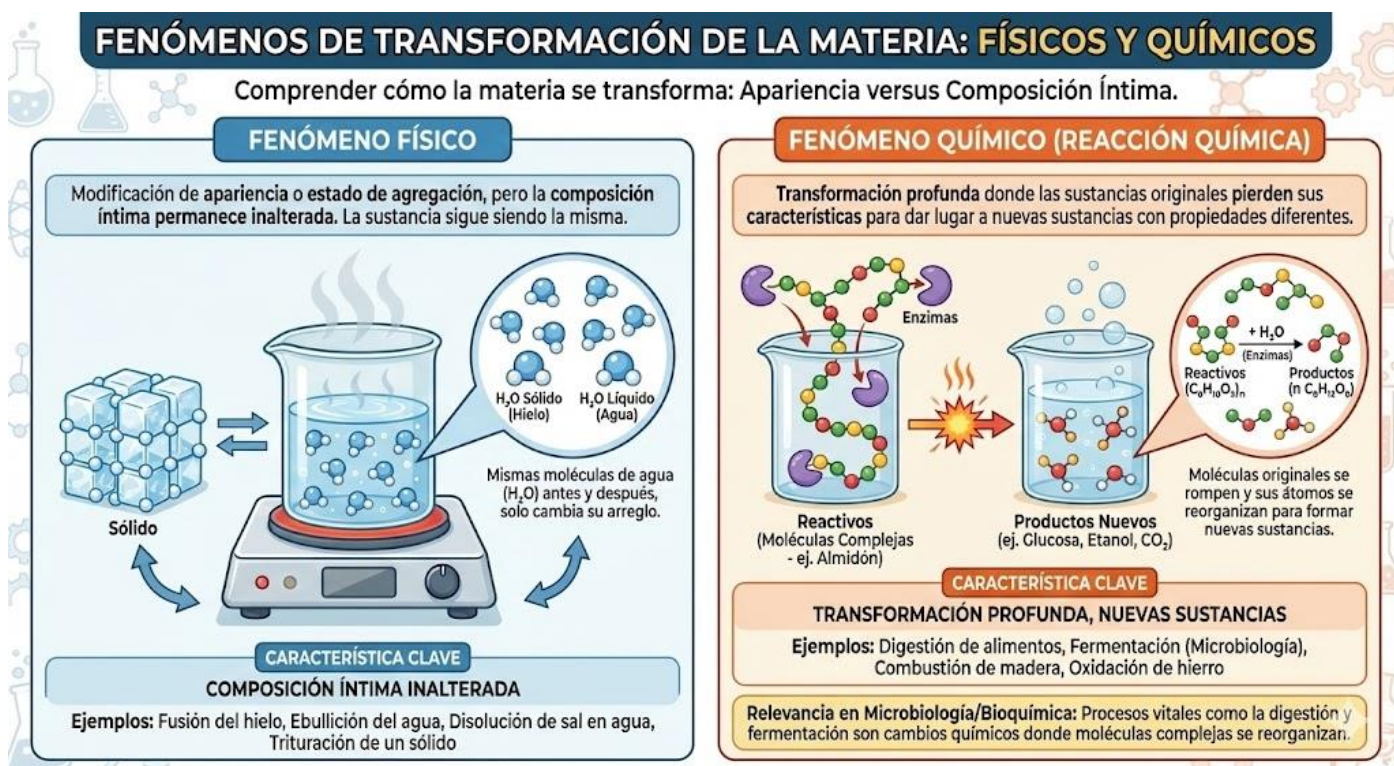 FENÓMENOS DE TRANSFORMACIÓN DE LA MATERIA: FÍSICOS Y QUÍMICOS
Comprender cómo la materia se transforma: Apariencia versus Composición Íntima.
FENÓMENO FÍSICO
Modificación de apariencia o estado de agregación, pero la composición
íntima permanece inalterada. La sustancia sigue siendo la misma.
H₂O Sólido
(Hielo)
H₂O Líquido
(Agua)
Mismas moléculas de agua
(H₂O) antes y después,
solo cambia su arreglo.
Sólido
CARACTERÍSTICA CLAVE
COMPOSICIÓN ÍNTIMA INALTERADA
Ejemplos: Fusión del hielo, Ebullición del agua, Disolución de sal en agua,
Trituración de un sólido
FENÓMENO QUÍMICO (REACCIÓN QUÍMICA)
Transformación profunda donde las sustancias originales pierden sus
características para dar lugar a nuevas sustancias con propiedades diferentes.
Enzimas
+ H₂O
(Enzimas)
Reactivos
Productos
Moléculas originales se
rompen y sus átomos se
reorganizan para formar
nuevas sustancias.
Reactivos
(Moléculas Complejas
- ej. Almidón)
Productos Nuevos
(ej. Glucosa, Etanol, CO₂)
CARACTERÍSTICA CLAVE
TRANSFORMACIÓN PROFUNDA, NUEVAS SUSTANCIAS
Ejemplos: Digestión de alimentos, Fermentación (Microbiología),
Combustión de madera, Oxidación de hierro
Relevancia en Microbiología/Bioquímica: Procesos vitales como la digestión y
fermentación son cambios químicos donde moléculas complejas se reorganizan.